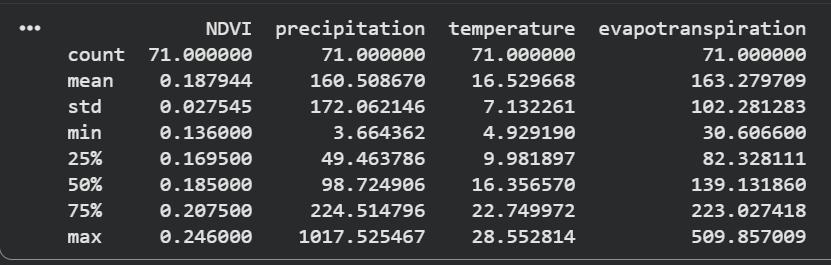 ••• NDVI precipitation temperature evapotranspiration
count 71.000000 71.000000 71.000000 71.000000
mean 0.187944 160.508670 16.529668 163.279709
std 0.027545 172.062146 7.132261 102.281283
min 0.136000 3.664362 4.929190 30.606600
25% 0.169500 49.463786 9.981897 82.328111
50% 0.185000 98.724906 16.356570 139.131860
75% 0.207500 224.514796 22.749972 223.027418
max 0.246000 1017.525467 28.552814 509.857009